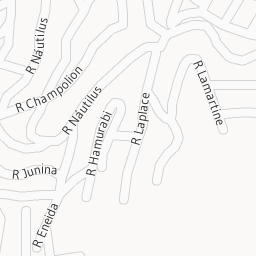 R Náutilus
R Champolion
R Náutilus
R Lamartine
R Hamurabi
R Laplace
R Junina
R Eneida